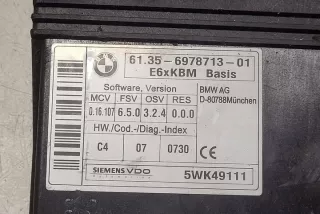 BMW
61.35 - 6978713 - 01
E6xKBM Basis
Software, Version
MCV FSV OSV RES
0.16.107 6.5.0 3.2.4 0.0.0
BMW AG
D-80788München
HW./Cod.-/Diag.-Index
C4 07 0730 CE
SIEMENS VDO 5WK49111